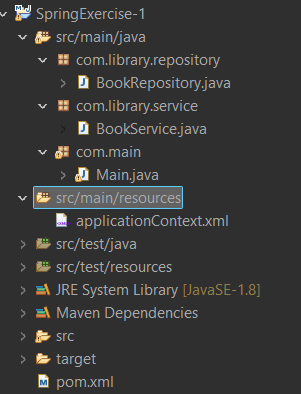 SpringExercise-1
src/main/java
com.library.repository
BookRepository.java
com.library.service
BookService.java
com.main
Main.java
src/main/resources
applicationContext.xml
src/test/java
src/test/resources
JRE System Library [JavaSE-1.8]
Maven Dependencies
src
target
pom.xml